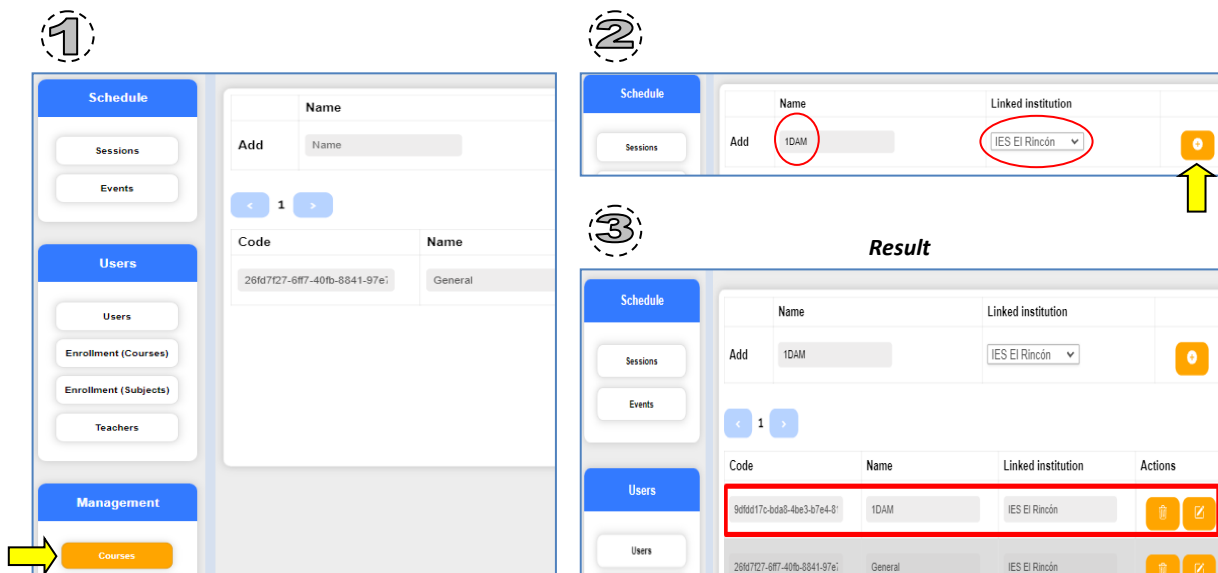 1
Schedule
Sessions
Events
Users
Users
Enrollment (Courses)
Enrollment (Subjects)
Teachers
Management
Courses
Name
Add Name
< 1 >
Code Name
26fd7f27-6ff7-40fb-8841-97e General
2
Schedule
Sessions
Name Linked institution
Add 1DAM IES El Rincón
3
Result
Schedule
Sessions
Events
Users
Users
Name Linked institution
Add 1DAM IES El Rincón
< 1 >
Code Name Linked institution Actions
9dfdd17c-bda8-4be3-b7e4-8 1DAM IES El Rincón
26fd7f27-6ff7-40fb-8841-97e General IES El Rincón